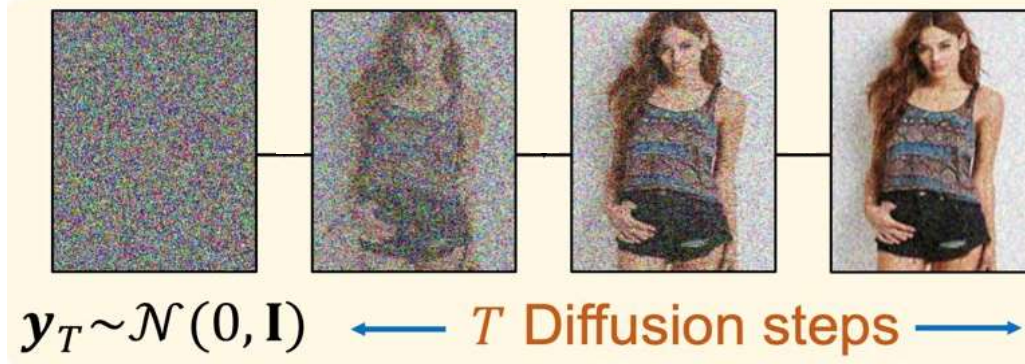 𝐲_T ~ 𝒩(0, 𝐈) T Diffusion steps